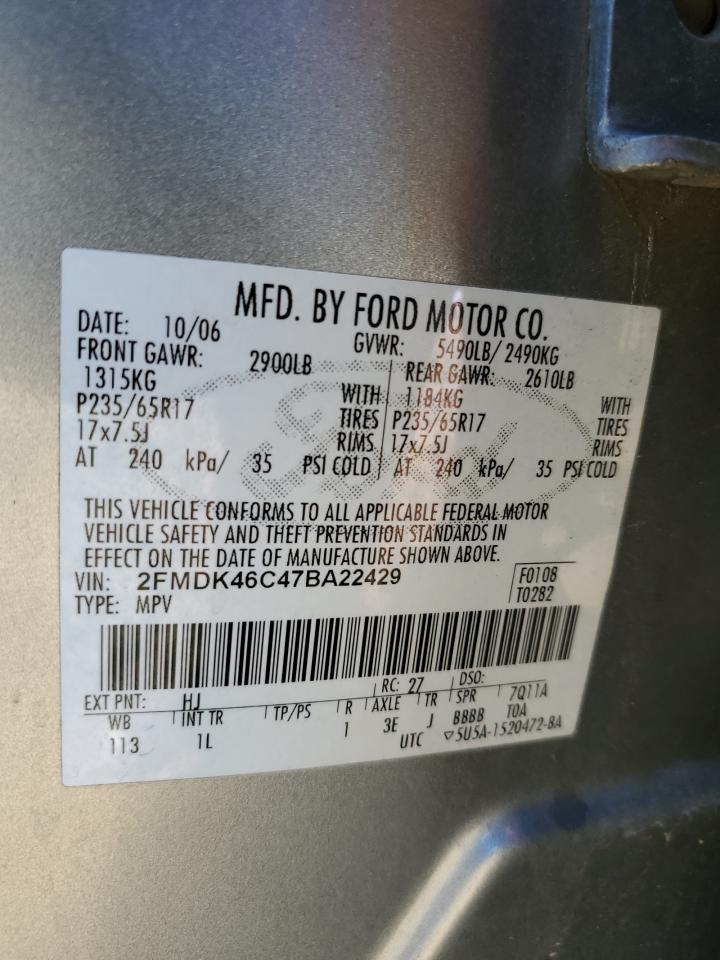 MFD. BY FORD MOTOR CO.
DATE: 10/06 GVWR: 5490LB/ 2490KG
FRONT GAWR: 2900LB REAR GAWR: 2610LB
1315KG WITH 1184KG WITH
P235/65R17 TIRES P235/65R17 TIRES
17x7.5J RIMS 17x7.5J RIMS
AT 240 kPa/ 35 PSI COLD AT 240 kPa/ 35 PSI COLD
THIS VEHICLE CONFORMS TO ALL APPLICABLE FEDERAL MOTOR
VEHICLE SAFETY AND THEFT PREVENTION STANDARDS IN
EFFECT ON THE DATE OF MANUFACTURE SHOWN ABOVE.
VIN: 2FMDK46C47BA22429 F0108
TYPE: MPV T0282
EXT PNT: HJ RC: 27 DSO:
WB INT TR TP/PS R AXLE TR SPR 7Q11A
113 1L 1 3E J BBBB T0A
UTC ▽5U5A-1520472-BA